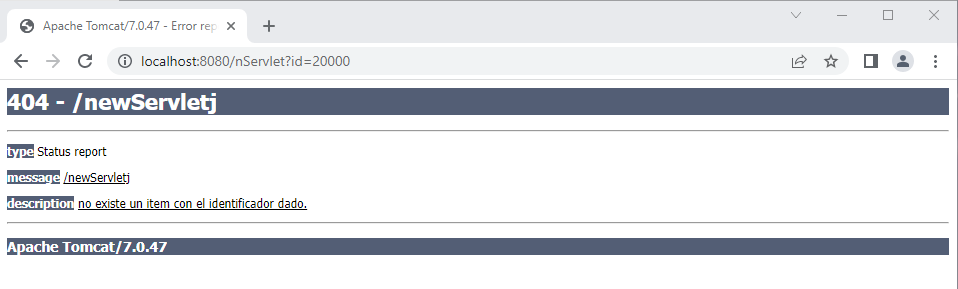 Apache Tomcat/7.0.47 - Error rep
localhost:8080/nServlet?id=20000
404 - /newServletj
type Status report
message /newServletj
description no existe un item con el identificador dado.
Apache Tomcat/7.0.47